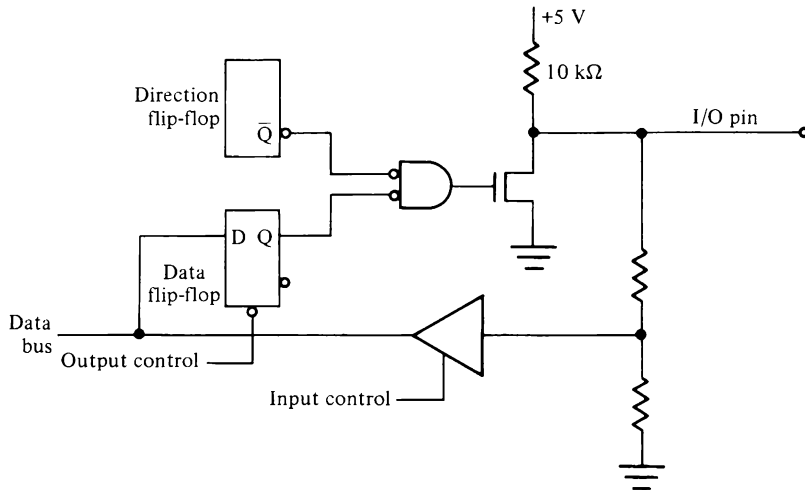 +5 V
10 kΩ
Direction
flip-flop
Q̅
I/O pin
D Q
Data
flip-flop
Data
bus
Output control
Input control